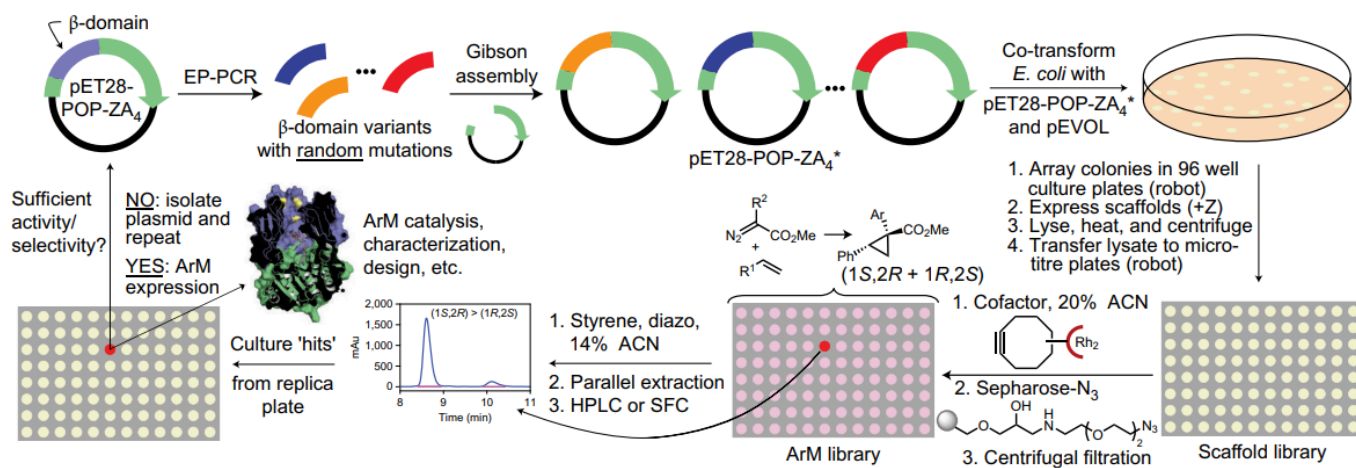 β-domain
pET28-
POP-ZA4
EP-PCR
β-domain variants
with random mutations
Gibson
assembly
pET28-POP-ZA4*
Co-transform
E. coli with
pET28-POP-ZA4*
and pEVOL
1. Array colonies in 96 well
culture plates (robot)
2. Express scaffolds (+Z)
3. Lyse, heat, and centrifuge
4. Transfer lysate to micro-
titre plates (robot)
Scaffold library
1. Cofactor, 20% ACN
Rh2
2. Sepharose-N3
OH
O
N
H
O
2
N3
3. Centrifugal filtration
R2
N2
CO2Me
+
R1
Ar
1
CO2Me
Ph
2
(1S,2R + 1R,2S)
ArM library
1. Styrene, diazo,
14% ACN
2. Parallel extraction
3. HPLC or SFC
ArM catalysis,
characterization,
design, etc.
(1S,2R) > (1R,2S)
2,000
1,500
1,000
500
0
mAu
8 9 10 11
Time (min)
Culture 'hits'
from replica
plate
Sufficient
activity/
selectivity?
NO: isolate
plasmid and
repeat
YES: ArM
expression